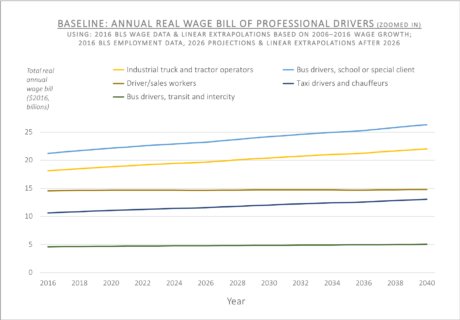 BASELINE: ANNUAL REAL WAGE BILL OF PROFESSIONAL DRIVERS (ZOOMED IN)
USING: 2016 BLS WAGE DATA & LINEAR EXTRAPOLATIONS BASED ON 2006-2016 WAGE GROWTH;
2016 BLS EMPLOYMENT DATA, 2026 PROJECTIONS & LINEAR EXTRAPOLATIONS AFTER 2026
Total real
annual
wage bill
($2016,
billions)
Industrial truck and tractor operators
Bus drivers, school or special client
Driver/sales workers
Taxi drivers and chauffeurs
Bus drivers, transit and intercity
25
20
15
10
5
0
2016 2018 2020 2022 2024 2026 2028 2030 2032 2034 2036 2038 2040
Year